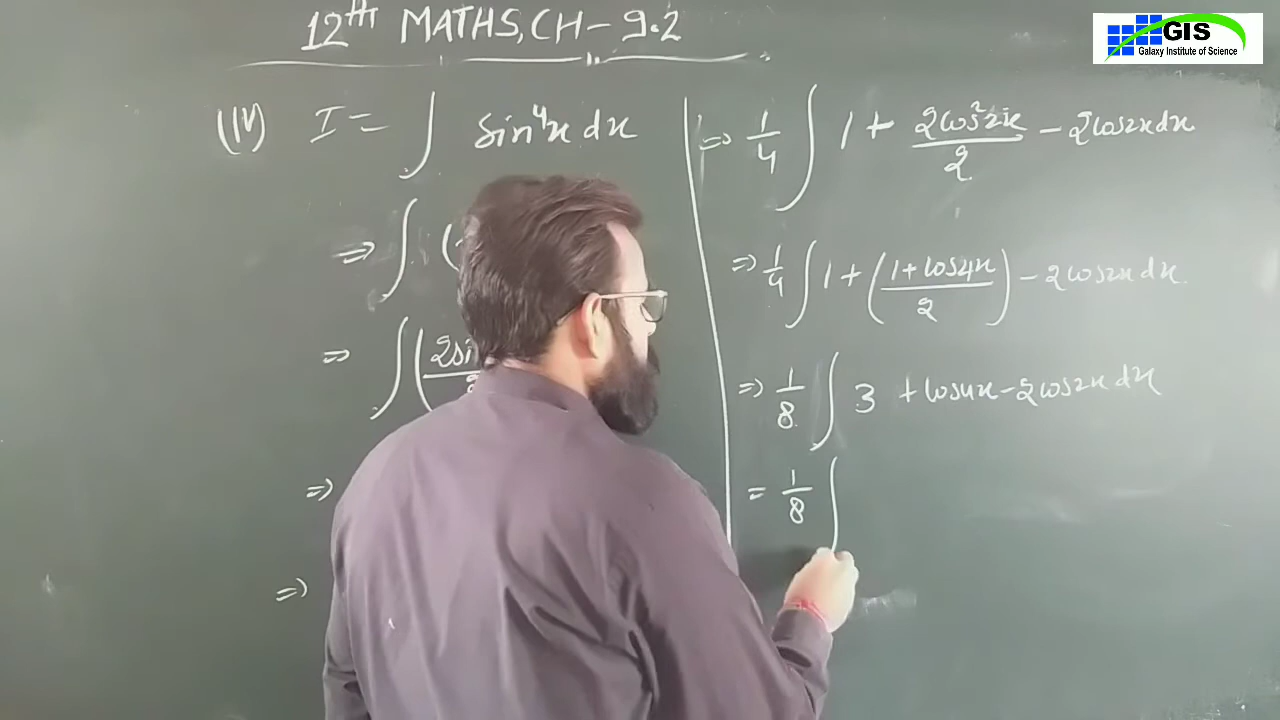 12TH MATHS, CH - 9.2
GIS
Galaxy Institute of Science
(IV) I = ∫ sin⁴x dx
⇒ ∫ (
⇒ ∫ (2si
⇒
⇒
⇒ 1/4 ∫ 1 + 2cos²2x/2 - 2cos2x dx
⇒ 1/4 ∫ 1 + (1 + cos4x/2) - 2cos2x dx
⇒ 1/8 ∫ 3 + cos4x - 2cos2x dx
= 1/8 ∫